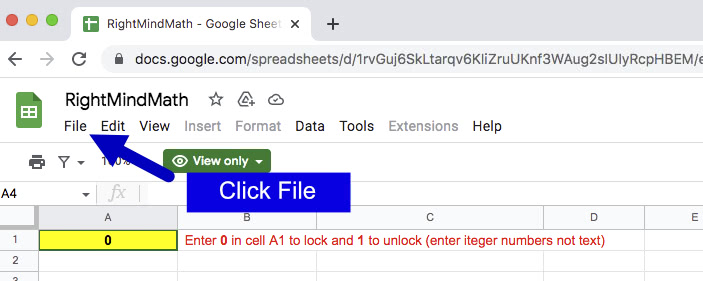 RightMindMath - Google Sheet
docs.google.com/spreadsheets/d/1rvGuj6SkLtarqv6KliZruUKnf3WAug2sIUIyRcpHBEM/e
RightMindMath
File Edit View Insert Format Data Tools Extensions Help
View only
Click File
A4 fx
A B C D E
1 0 Enter 0 in cell A1 to lock and 1 to unlock (enter iteger numbers not text)
2
3